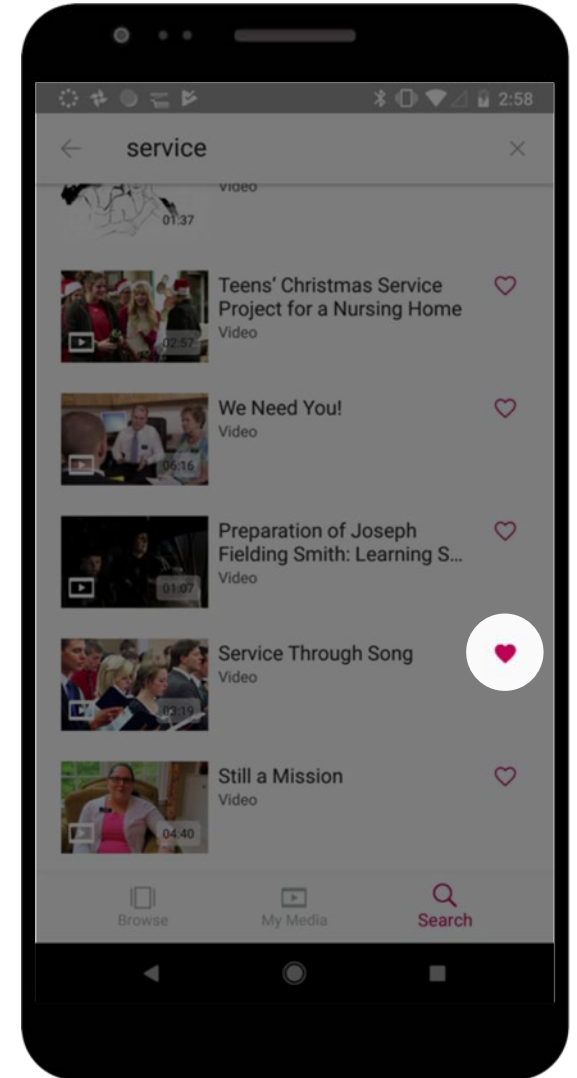 2:58
service
Video
01:37
Teens’ Christmas Service
Project for a Nursing Home
Video
02:57
We Need You!
Video
06:16
Preparation of Joseph
Fielding Smith: Learning S...
Video
01:07
Service Through Song
Video
03:19
Still a Mission
Video
04:40
Browse
My Media
Search